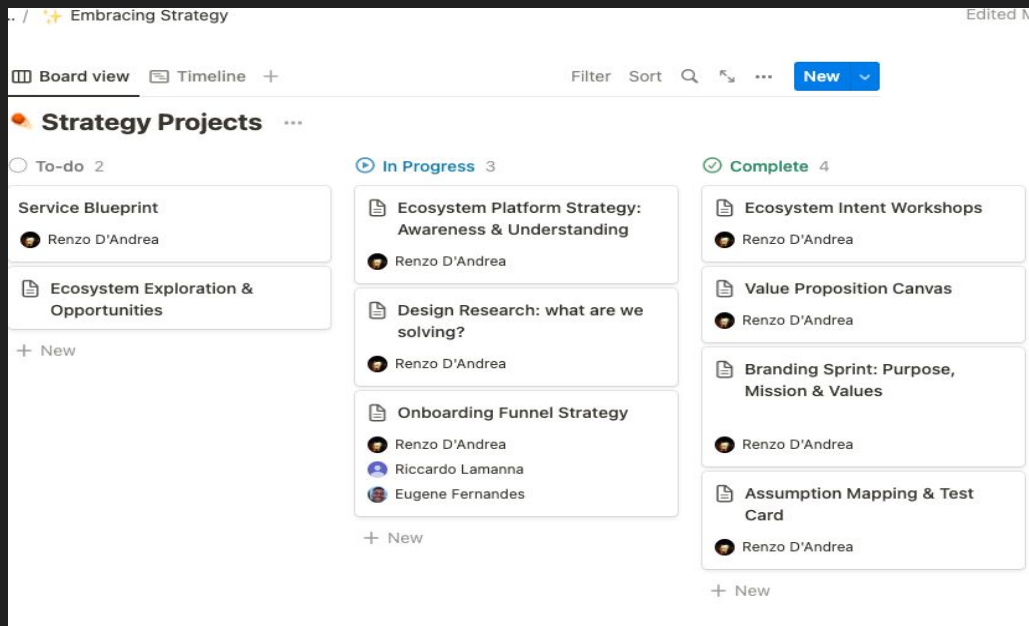 .. / Embracing Strategy
Edited
Board view
Timeline
Filter
Sort
New
Strategy Projects
To-do 2
Service Blueprint
Renzo D'Andrea
Ecosystem Exploration &
Opportunities
+ New
In Progress 3
Ecosystem Platform Strategy:
Awareness & Understanding
Renzo D'Andrea
Design Research: what are we
solving?
Renzo D'Andrea
Onboarding Funnel Strategy
Renzo D'Andrea
Riccardo Lamanna
Eugene Fernandes
+ New
Complete 4
Ecosystem Intent Workshops
Renzo D'Andrea
Value Proposition Canvas
Renzo D'Andrea
Branding Sprint: Purpose,
Mission & Values
Renzo D'Andrea
Assumption Mapping & Test
Card
Renzo D'Andrea
+ New